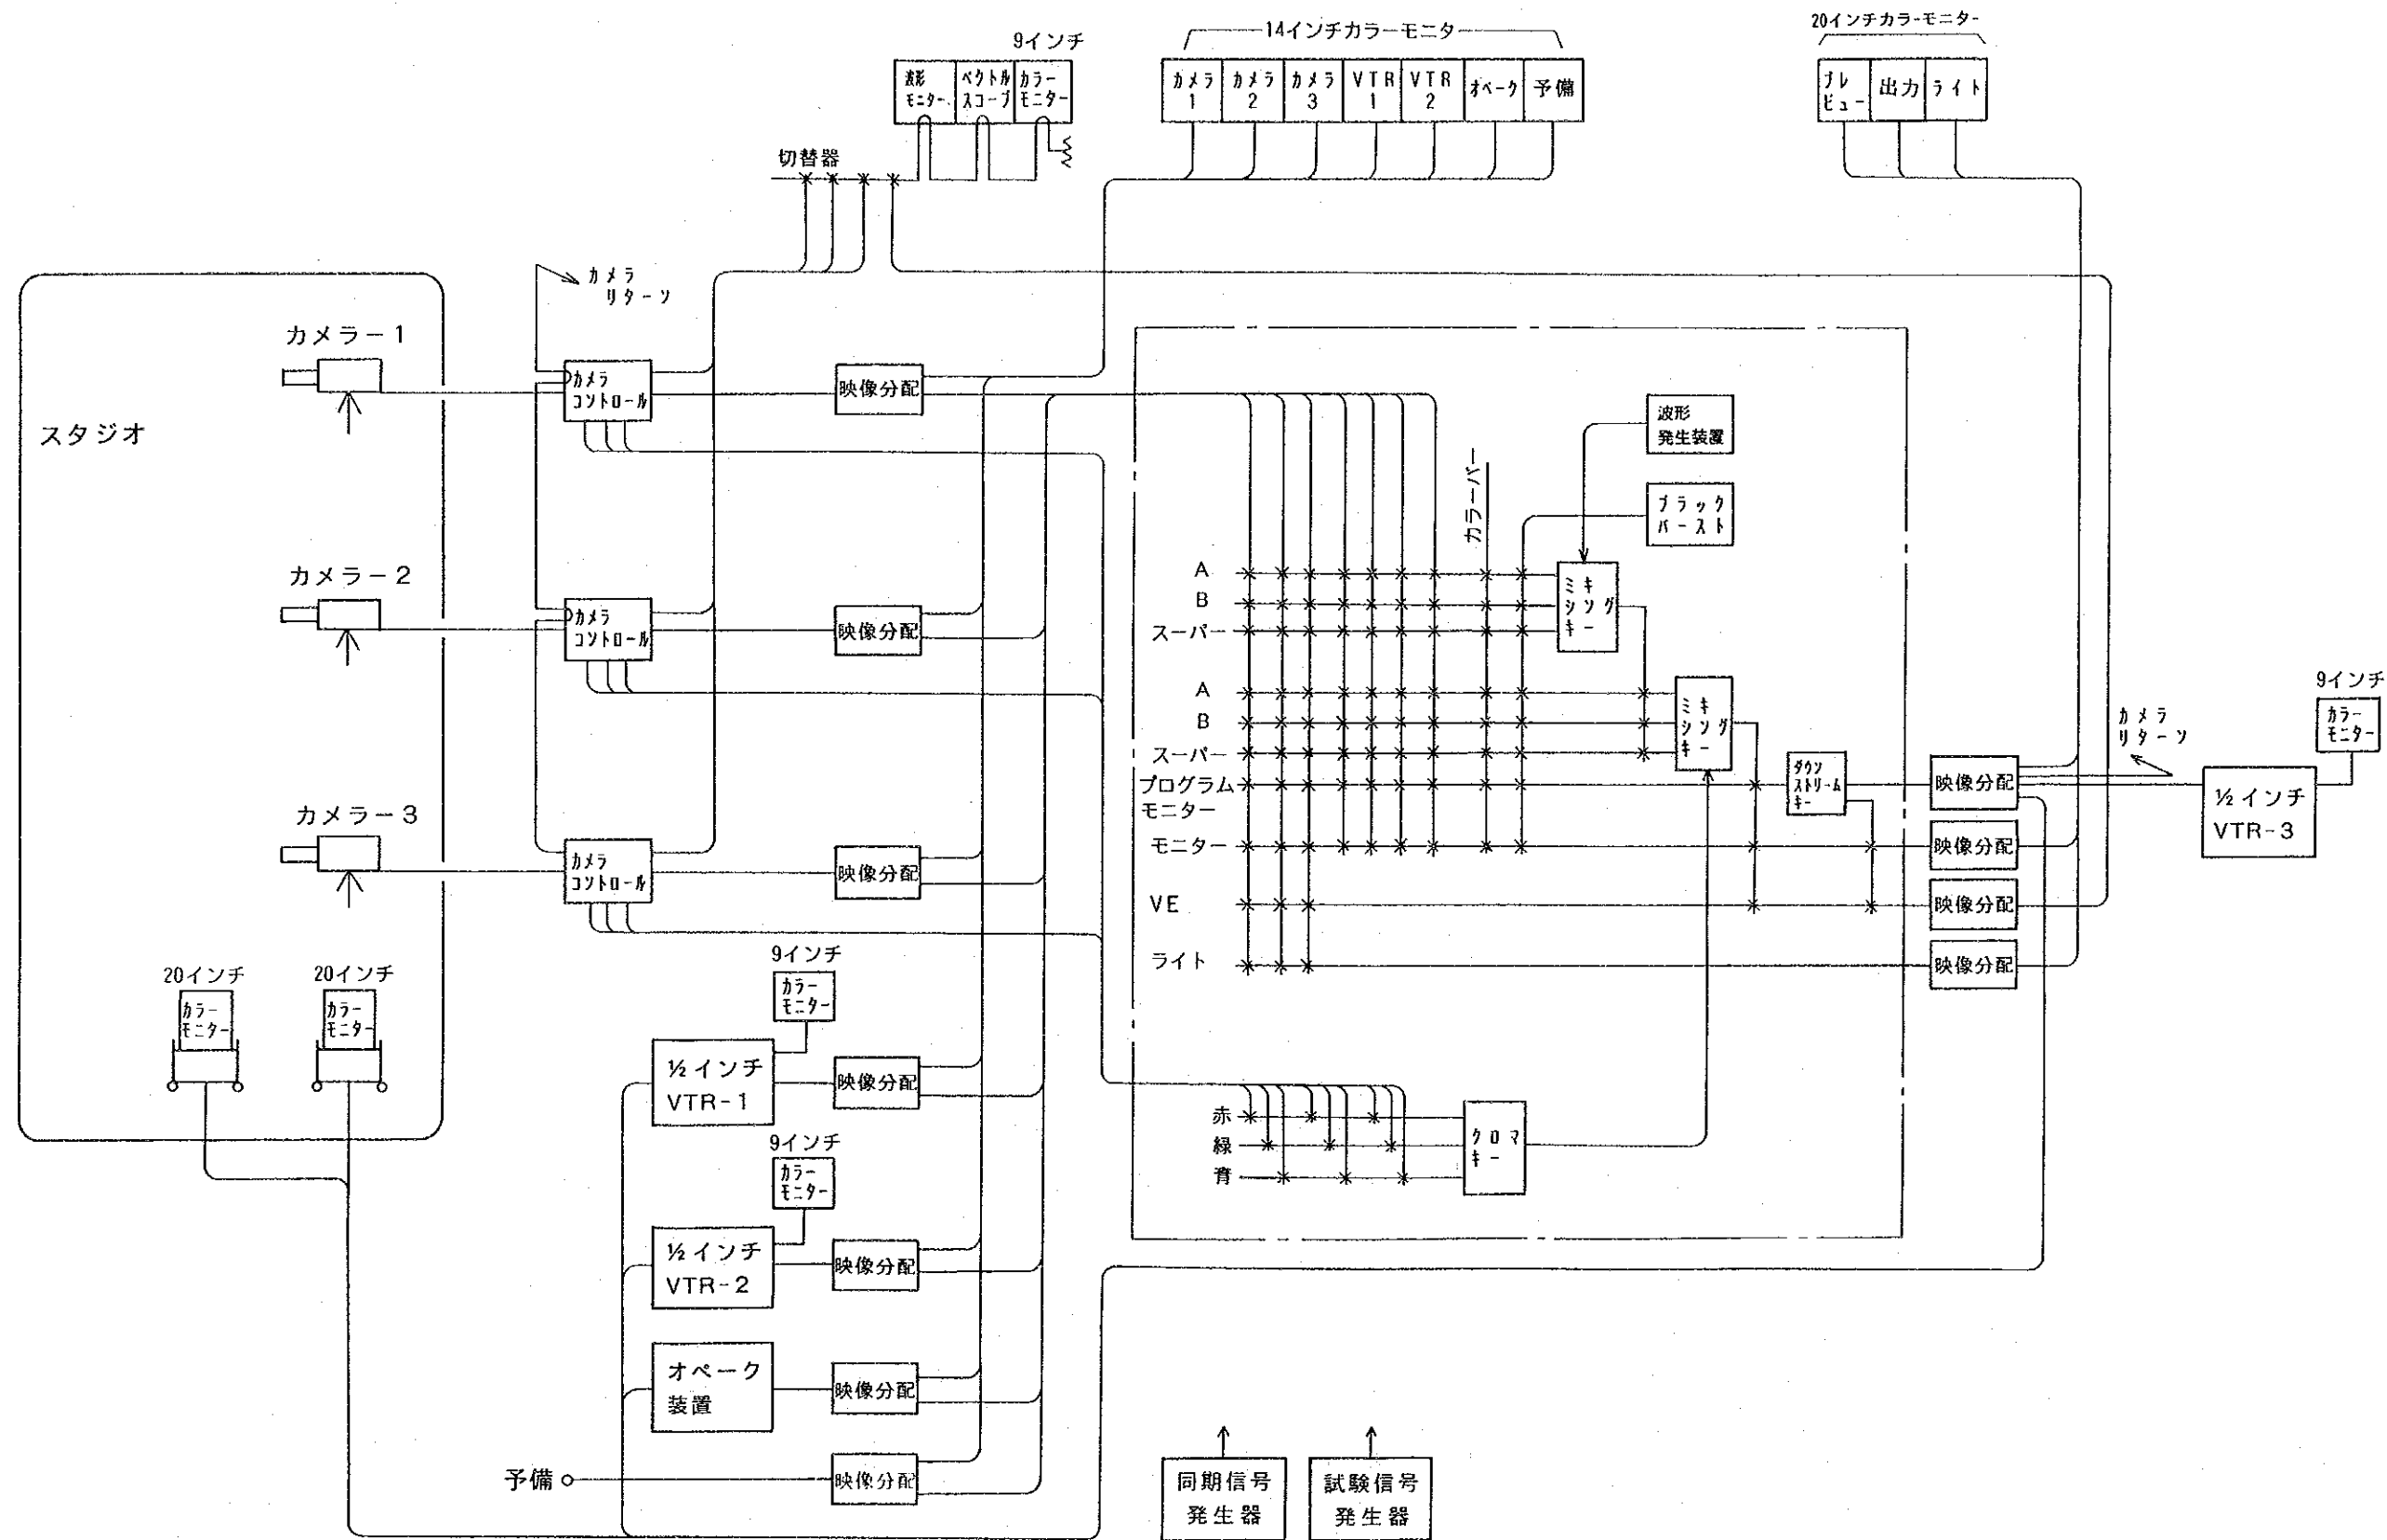 9インチ
波形
モニター
ベクトル
スコープ
カラー
モニター
14インチカラーモニタ
カメラ
1
カメラ
2
カメラ
3
VTR
1
VTR
2
オペーク
予備
20インチカラーモニター
プレ
ビュー
出力
ライト
切替器
カメラ
リターン
スタジオ
カメラー1
カメラ
コントロール
映像分配
カメラー2
カメラ
コントロール
映像分配
カメラー3
カメラ
コントロール
映像分配
20インチ
カラー
モニター
20インチ
カラー
モニター
9インチ
カラー
モニター
½インチ
VTR-1
映像分配
9インチ
カラー
モニター
½インチ
VTR-2
映像分配
オペーク
装置
映像分配
予備
映像分配
波形
発生装置
ブラック
バースト
カラーバー
A
B
スーパー
ミキ
シング
キー
A
B
スーパー
ミキ
シング
キー
プログラム
モニター
ダウン
ストリーム
キー
モニター
VE
ライト
映像分配
映像分配
映像分配
映像分配
カメラ
リターン
½インチ
VTR-3
9インチ
カラー
モニター
赤
緑
青
クロマ
キー
同期信号
発生器
試験信号
発生器